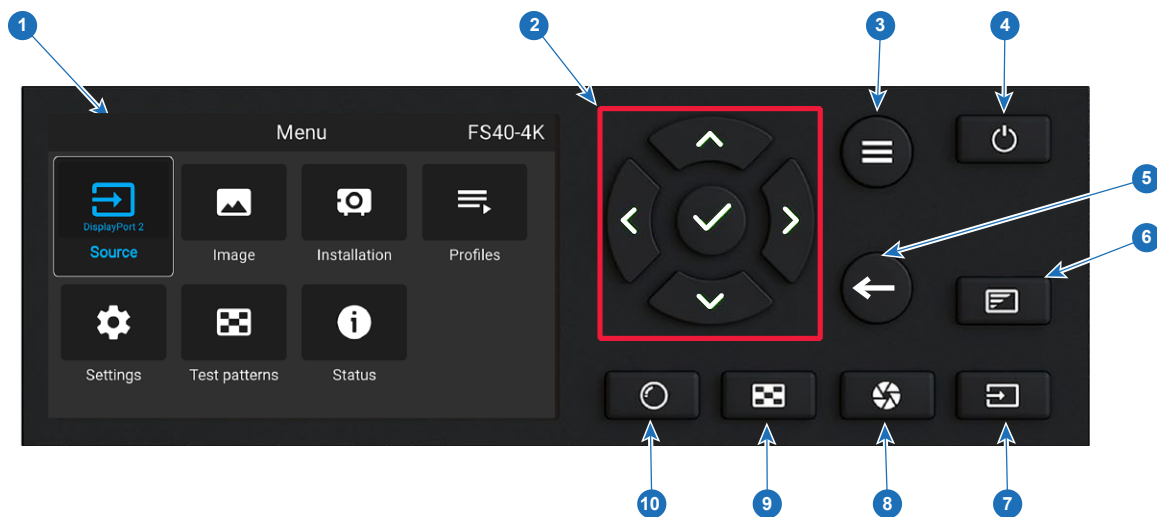 1
2
3
4
Menu
FS40-4K
5
DisplayPort 2
Source
Image
Installation
Profiles
6
Settings
Test patterns
Status
10
9
8
7